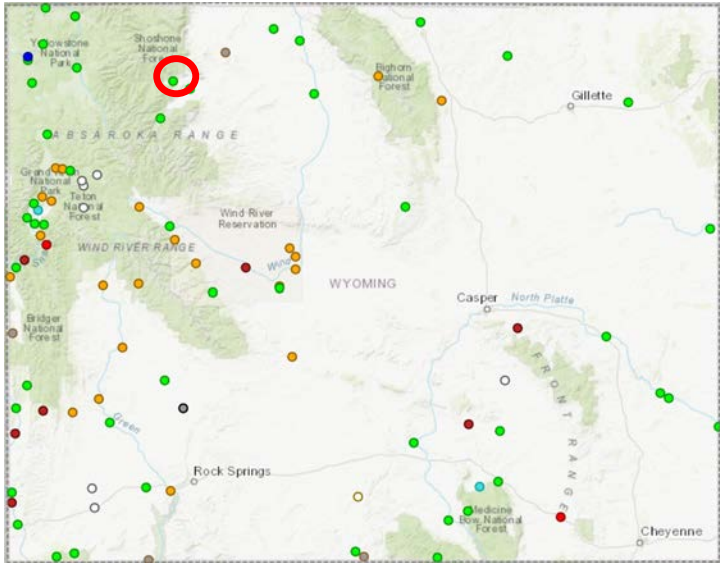 Yellowstone
National
Park
Shoshone
National
Forest
Bighorn
National
Forest
Gillette
ABSAROKA RANGE
Grand Teton
National
Park
Teton
National
Forest
Wind River
Reservation
WIND RIVER RANGE
Wind
WYOMING
Casper
North Platte
Bridger
National
Forest
FRONT RANGE
Green
Rock Springs
Medicine
Bow National
Forest
Cheyenne